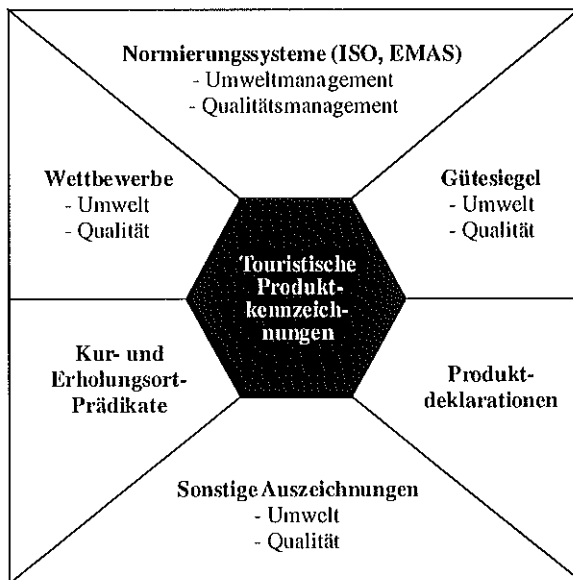 Normierungssysteme (ISO, EMAS)
- Umweltmanagement
- Qualitätsmanagement
Wettbewerbe
- Umwelt
- Qualität
Gütesiegel
- Umwelt
- Qualität
Touristische
Produkt-
kennzeich-
nungen
Kur- und
Erholungsort-
Prädikate
Produkt-
deklarationen
Sonstige Auszeichnungen
- Umwelt
- Qualität